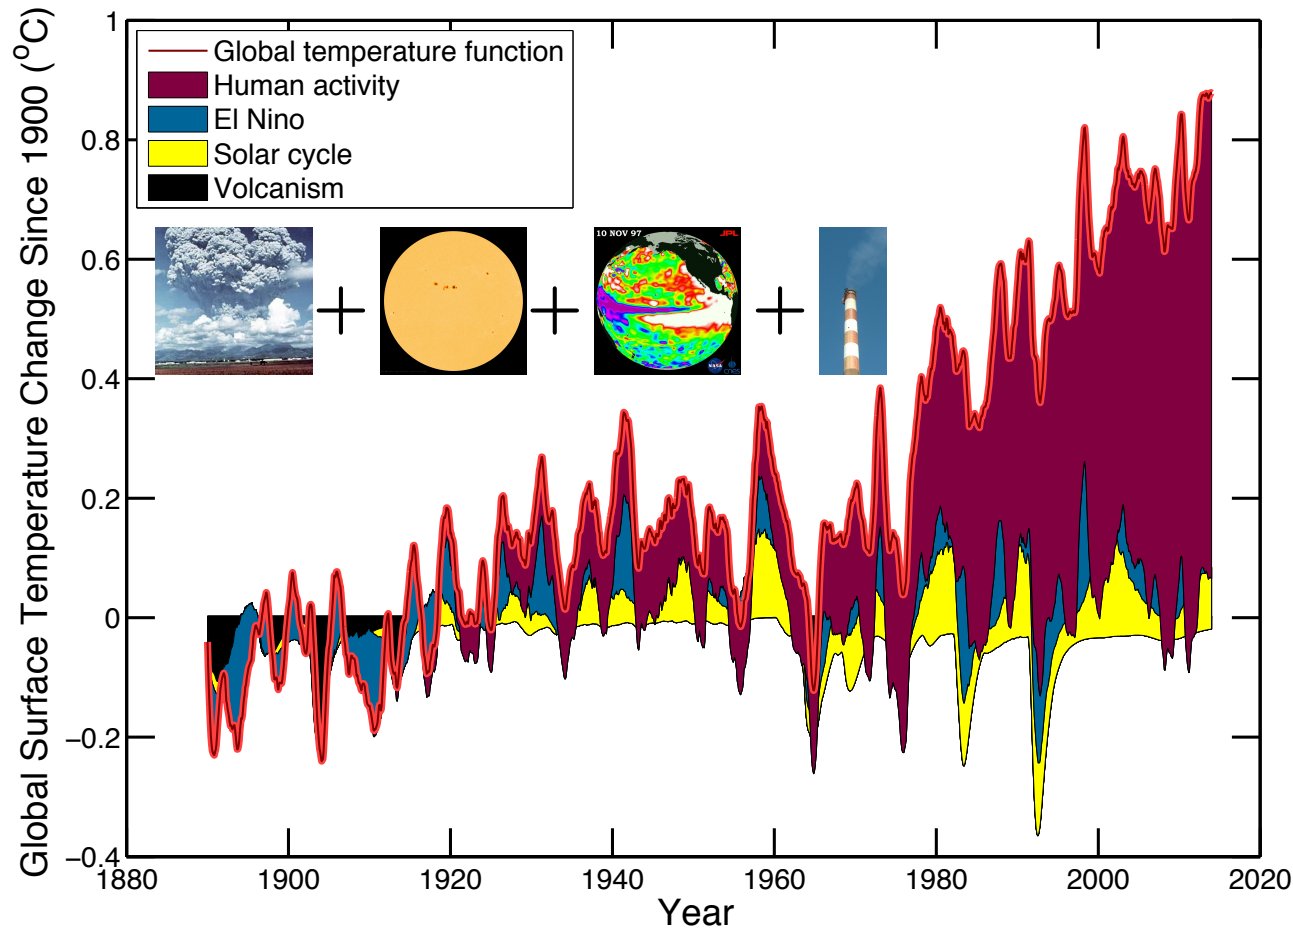 Global Surface Temperature Change Since 1900 (°C)
1
0.8
0.6
0.4
0.2
0
−0.2
−0.4
Global temperature function
Human activity
El Nino
Solar cycle
Volcanism
10 NOV 97 JPL
NASA CNES
+ + +
1880 1900 1920 1940 1960 1980 2000 2020
Year